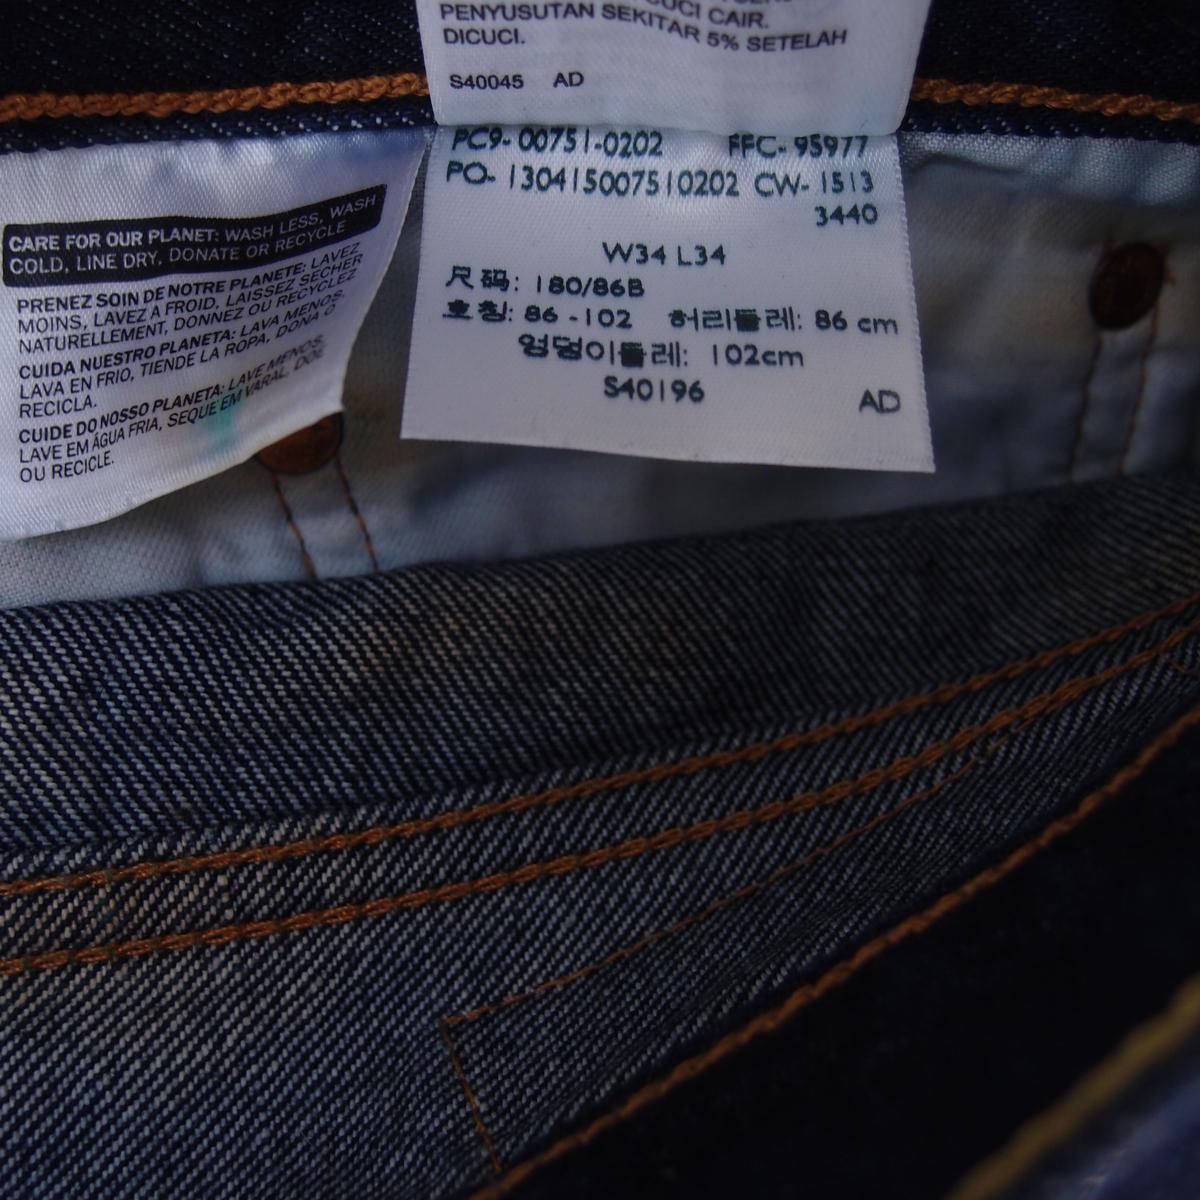 PENYUSUTAN SEKITAR 5% SETELAH
DICUCI.
S40045 AD
PC9- 00751-0202 FFC- 95977
PO- 130415007510202 CW- 1513
3440
W34 L34
尺码: 180/86B
호칭: 86 -102 허리둘레: 86 cm
엉덩이둘레: 102cm
S40196 AD
CARE FOR OUR PLANET: WASH LESS, WASH
COLD, LINE DRY, DONATE OR RECYCLE
PRENEZ SOIN DE NOTRE PLANETE: LAVEZ
MOINS, LAVEZ A FROID, LAISSEZ SECHER
NATURELLEMENT, DONNEZ OU RECYCLEZ
CUIDA NUESTRO PLANETA: LAVA MENOS,
LAVA EN FRIO, TIENDE LA ROPA, DONA O
RECICLA.
CUIDE DO NOSSO PLANETA: LAVE MENOS,
LAVE EM ÁGUA FRIA, SEQUE EM VARAL, DOE
OU RECICLE.